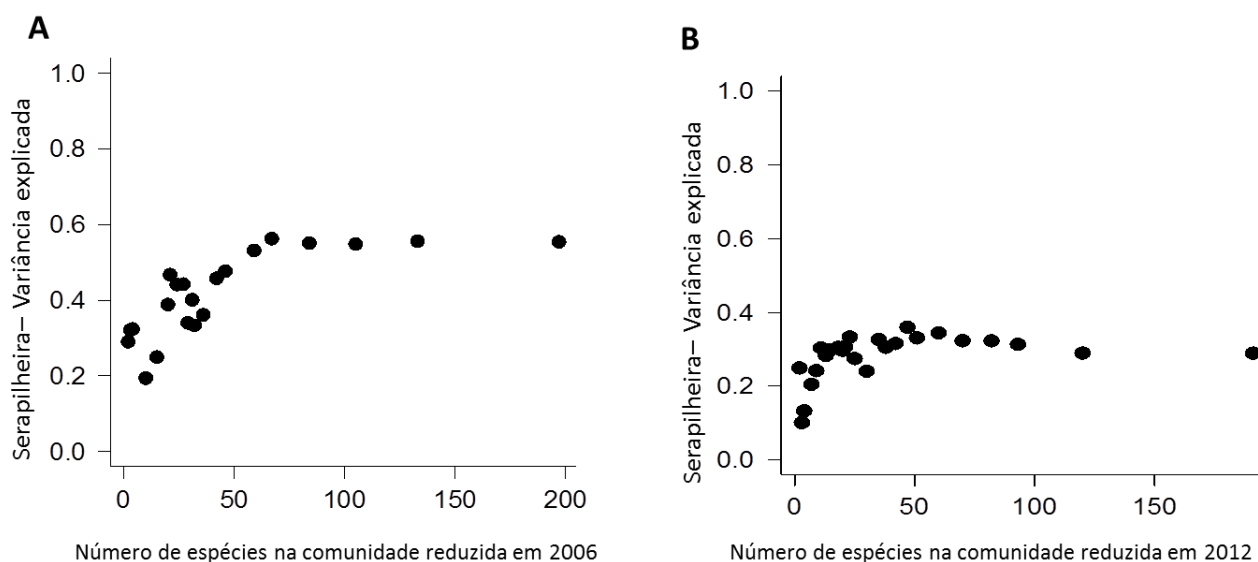 A
Serapilheira– Variância explicada
1.0
0.8
0.6
0.4
0.2
0.0
0 50 100 150 200
Número de espécies na comunidade reduzida em 2006
B
Serapilheira– Variância explicada
1.0
0.8
0.6
0.4
0.2
0.0
0 50 100 150
Número de espécies na comunidade reduzida em 2012